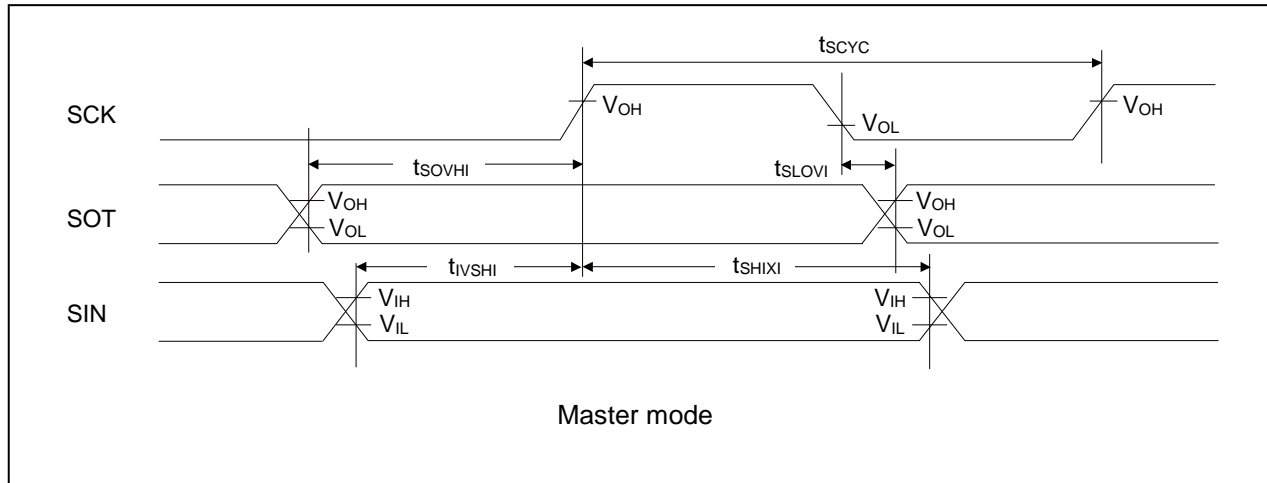 tSCYC
SCK
VOH
VOL
VOH
tSOVHI
tSLOVI
SOT
VOH
VOL
VOH
VOL
tIVSHI
tSHIXI
SIN
VIH
VIL
VIH
VIL
Master mode